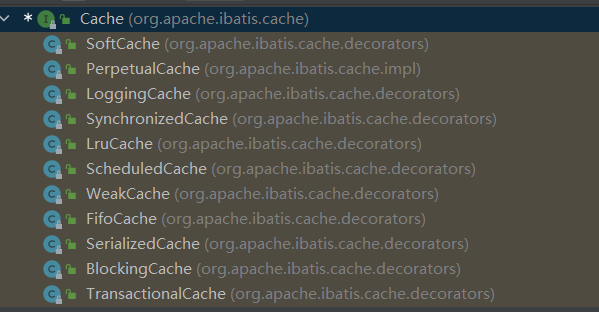 * I Cache (org.apache.ibatis.cache)
C SoftCache (org.apache.ibatis.cache.decorators)
C PerpetualCache (org.apache.ibatis.cache.impl)
C LoggingCache (org.apache.ibatis.cache.decorators)
C SynchronizedCache (org.apache.ibatis.cache.decorators)
C LruCache (org.apache.ibatis.cache.decorators)
C ScheduledCache (org.apache.ibatis.cache.decorators)
C WeakCache (org.apache.ibatis.cache.decorators)
C FifoCache (org.apache.ibatis.cache.decorators)
C SerializedCache (org.apache.ibatis.cache.decorators)
C BlockingCache (org.apache.ibatis.cache.decorators)
C TransactionalCache (org.apache.ibatis.cache.decorators)